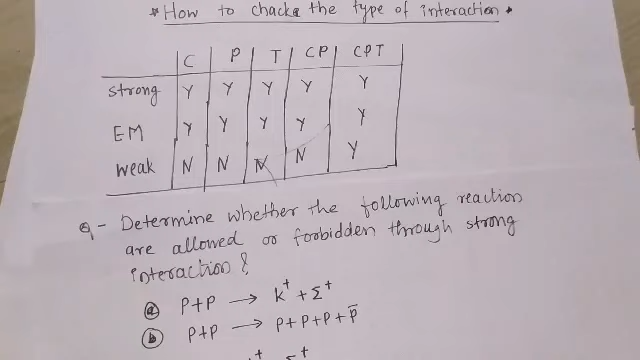 *How to chacke the type of interaction.
C P T CP CPT
strong Y Y Y Y Y
EM Y Y Y Y Y
weak N N N N Y
Q- Determine whether the following reaction
are allowed or forbidden through strong
interaction?
(a) P+P → K⁺ + Σ⁺
(b) P+P → P+P+P+p̄